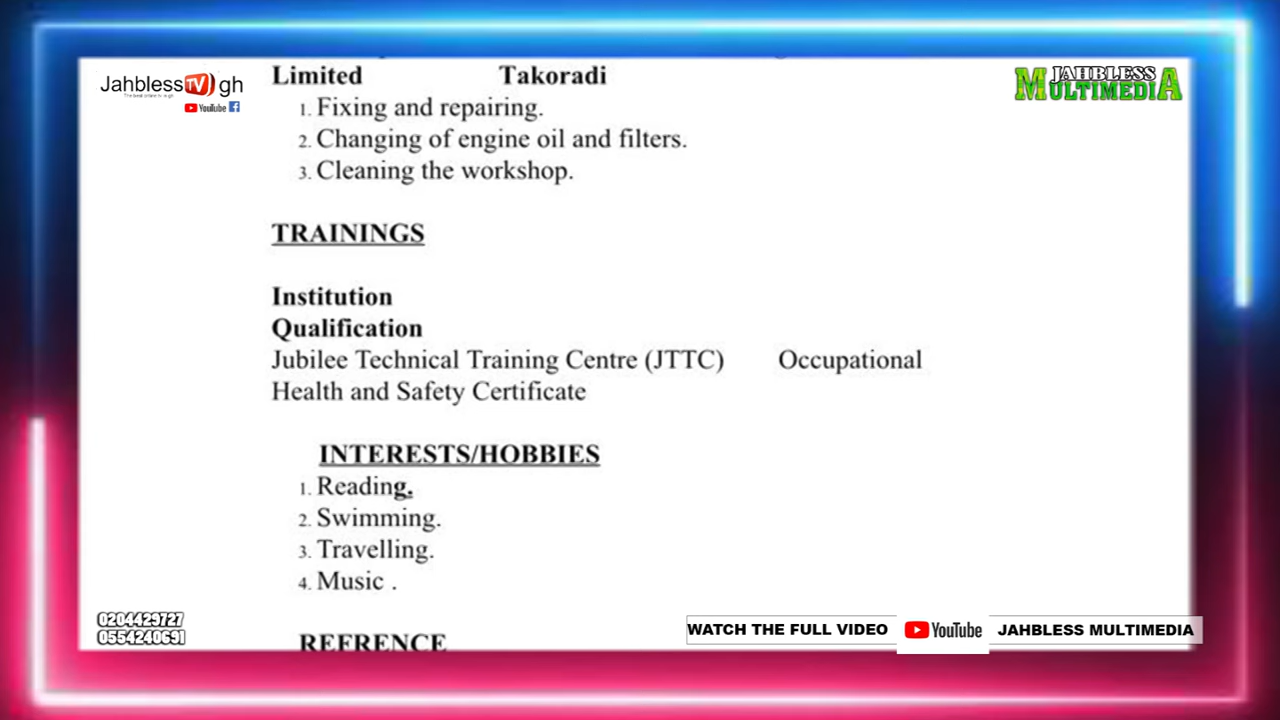 JahblessTV gh
YouTube
JAHBLESS
MULTIMEDIA
Limited Takoradi
1. Fixing and repairing.
2. Changing of engine oil and filters.
3. Cleaning the workshop.
TRAININGS
Institution
Qualification
Jubilee Technical Training Centre (JTTC) Occupational
Health and Safety Certificate
INTERESTS/HOBBIES
1. Reading.
2. Swimming.
3. Travelling.
4. Music .
REFRENCE
0204429727
0554240691
WATCH THE FULL VIDEO YouTube JAHBLESS MULTIMEDIA